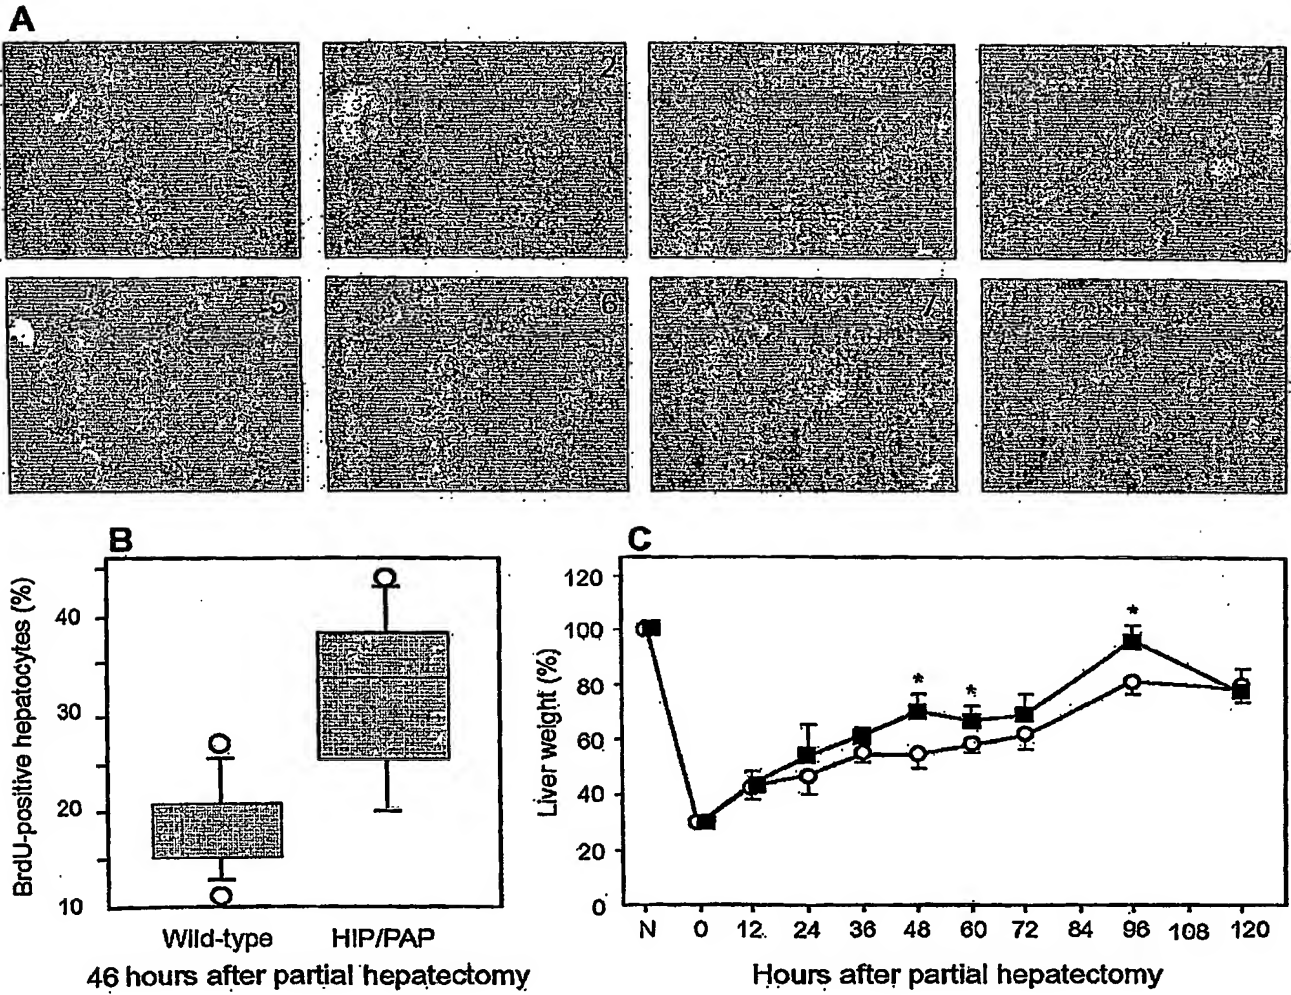 A
1 2 3 4
5 6 7 8
B
BrdU-positive hepatocytes (%)
40
30
20
10
Wild-type HIP/PAP
46 hours after partial hepatectomy
C
Liver weight (%)
120
100
80
60
40
20
0
* * *
N 0 12 24 36 48 60 72 84 96 108 120
Hours after partial hepatectomy